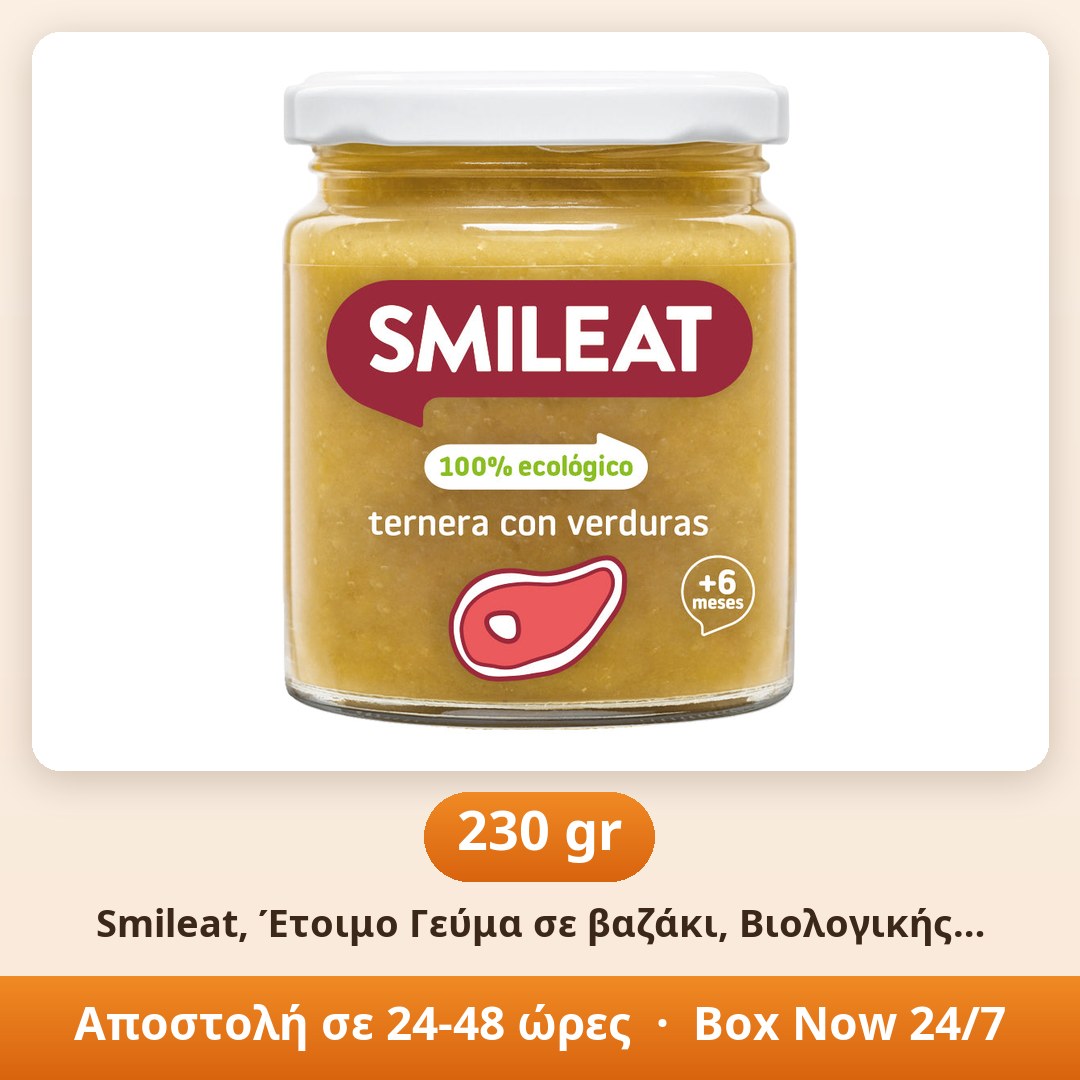 SMILEAT
100% ecológico
ternera con verduras
+6
meses
230 gr
Smileat, Έτοιμο Γεύμα σε βαζάκι, Βιολογικής...
Αποστολή σε 24-48 ώρες · Box Now 24/7